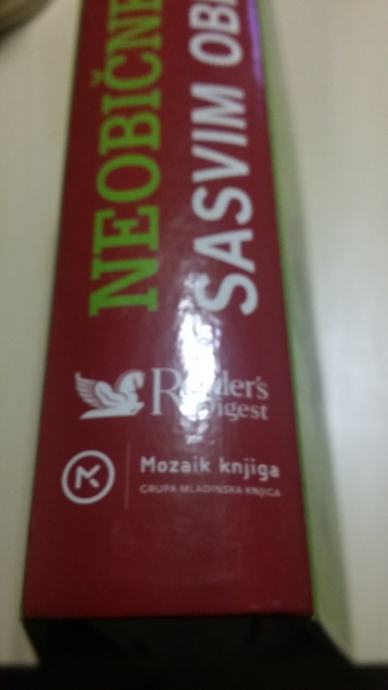 NEOBIČNE
SASVIM OB
Reader's
Digest
Mozaik knjiga
GRUPA MLADINSKA KNJIGA